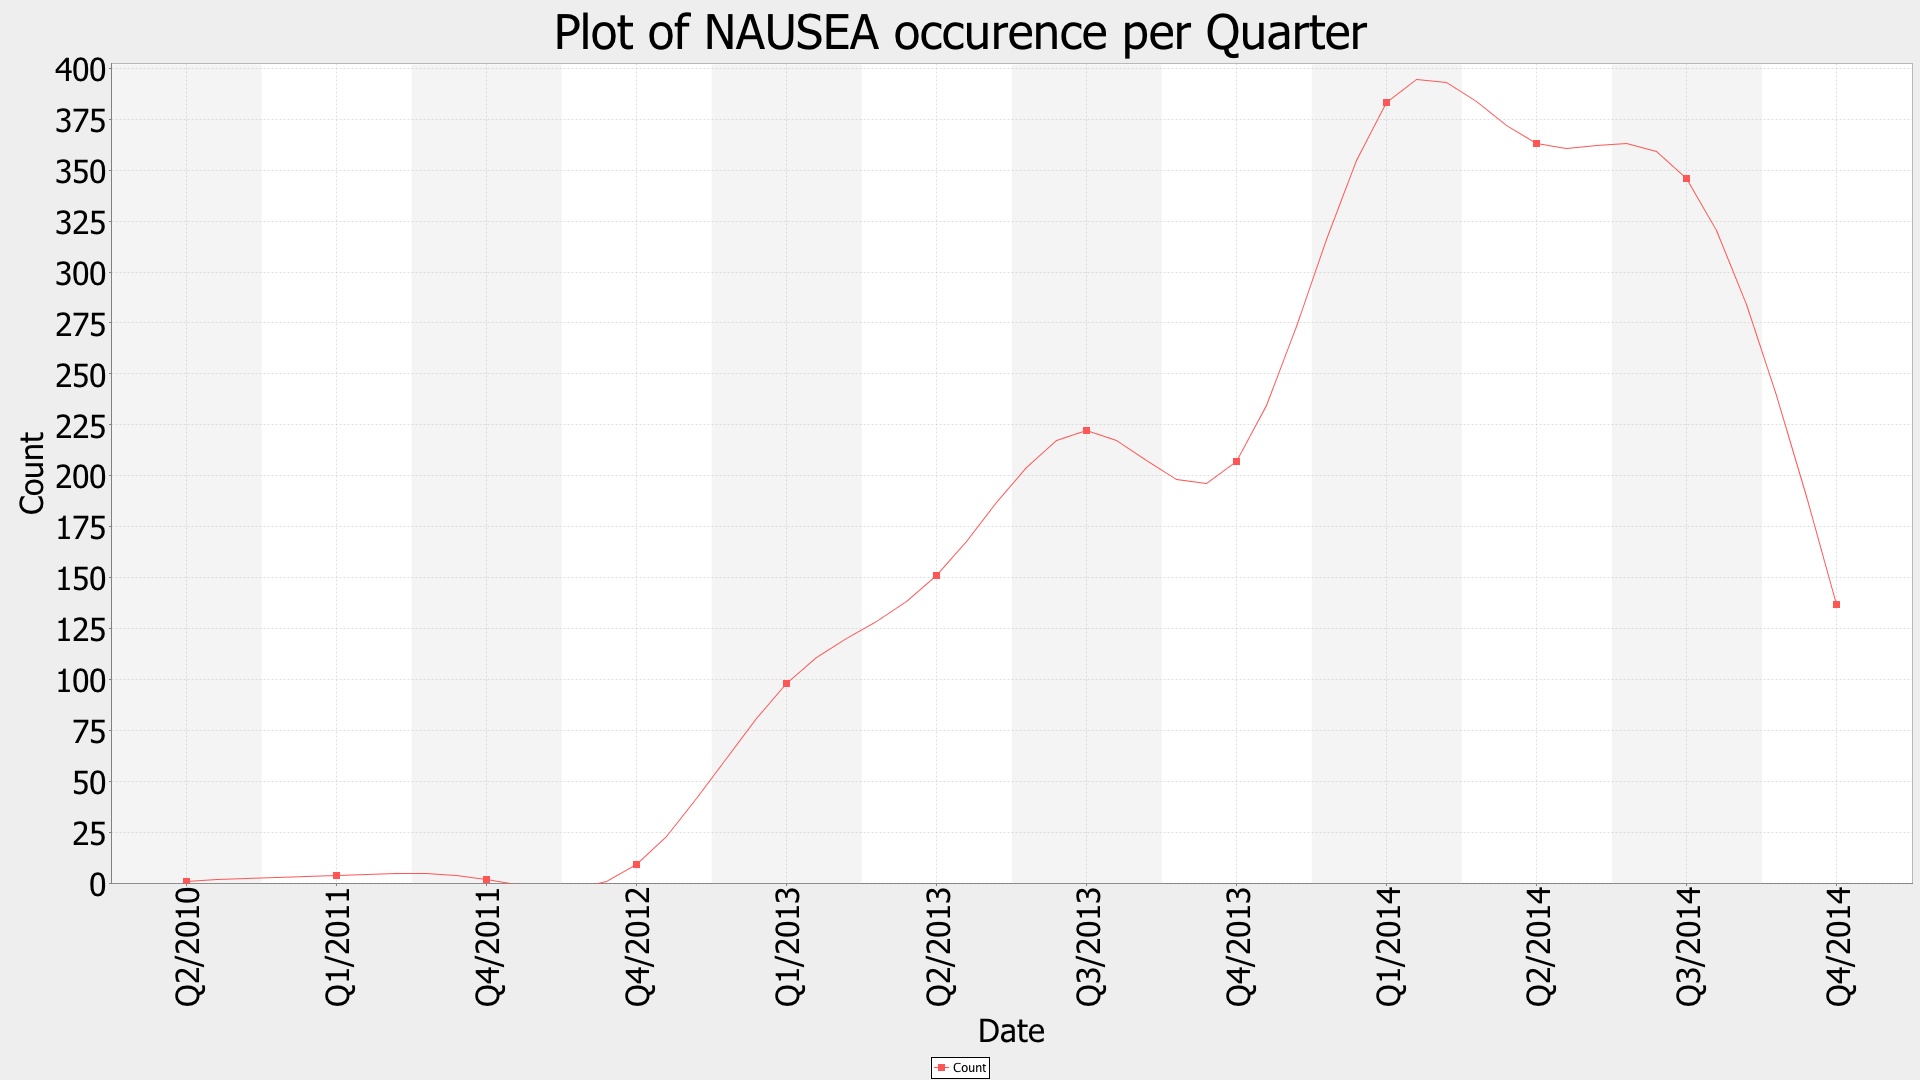 Plot of NAUSEA occurence per Quarter
400
375
350
325
300
275
250
225
200
175
150
125
100
75
50
25
0
Count
Q2/2010
Q1/2011
Q4/2011
Q4/2012
Q1/2013
Q2/2013
Q3/2013
Q4/2013
Q1/2014
Q2/2014
Q3/2014
Q4/2014
Date
Count